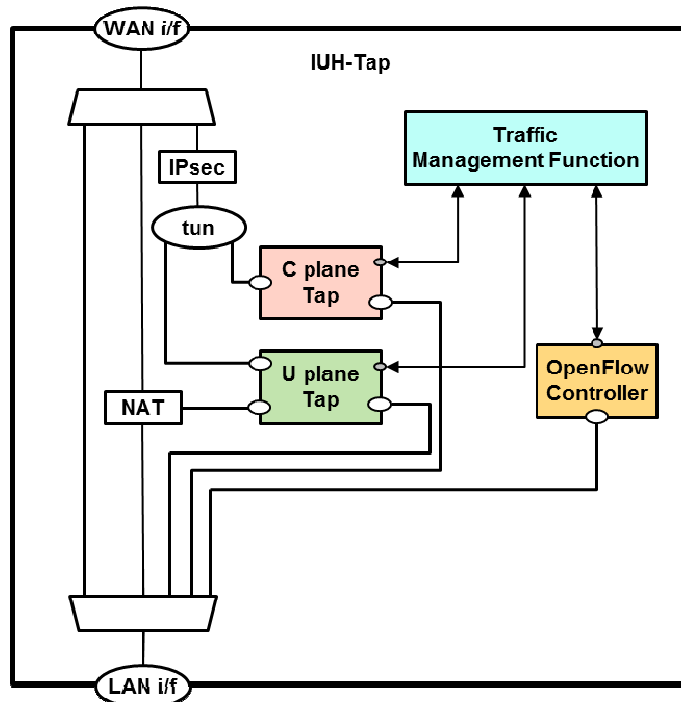 WAN i/f
IUH-Tap
Traffic
Management Function
IPsec
tun
C plane
Tap
U plane
Tap
OpenFlow
Controller
NAT
LAN i/f